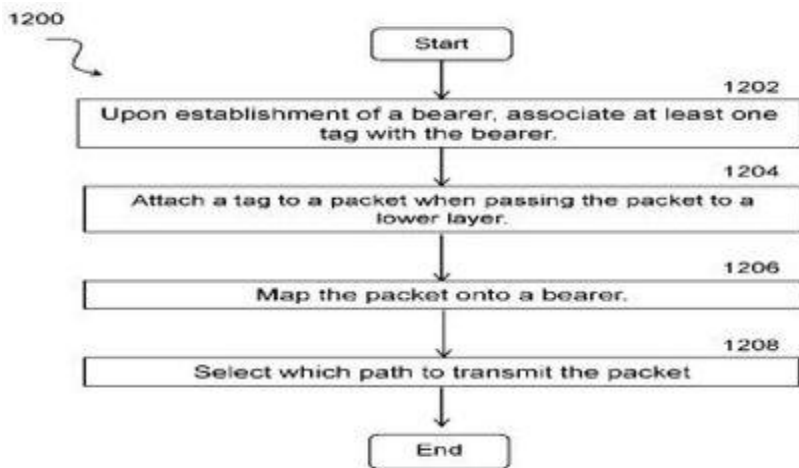 1200
Start
1202
Upon establishment of a bearer, associate at least one
tag with the bearer.
1204
Attach a tag to a packet when passing the packet to a
lower layer.
1206
Map the packet onto a bearer.
1208
Select which path to transmit the packet
End